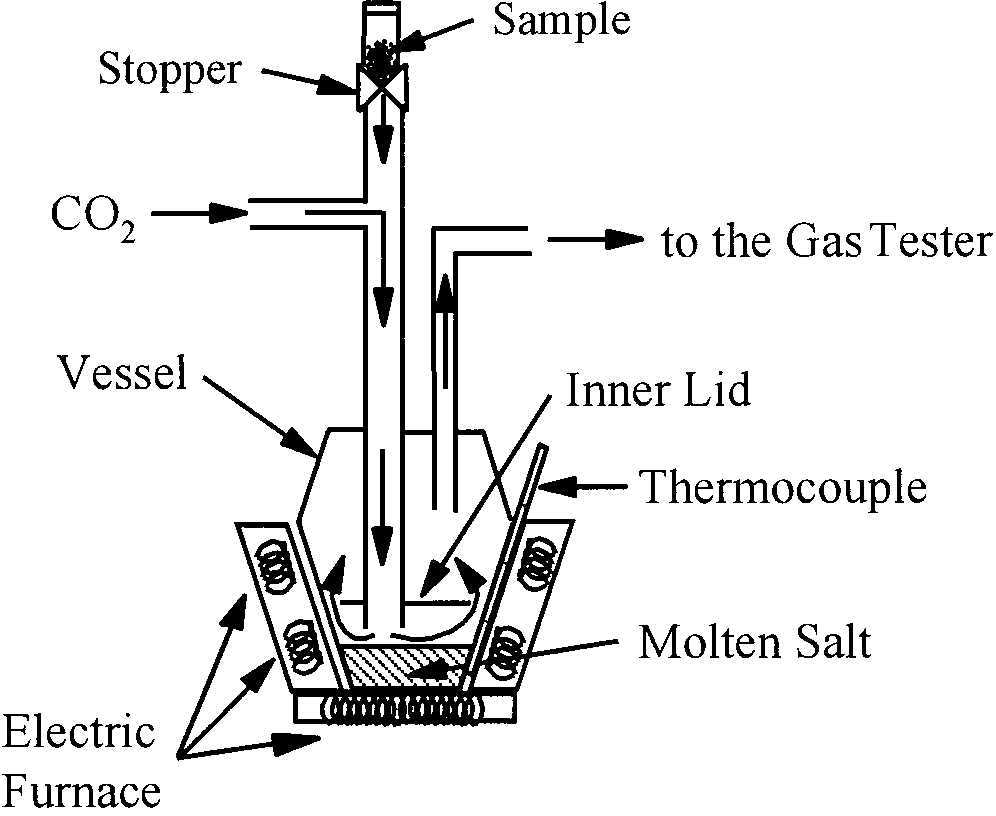 Sample
Stopper
CO₂
to the Gas Tester
Vessel
Inner Lid
Thermocouple
Molten Salt
Electric
Furnace